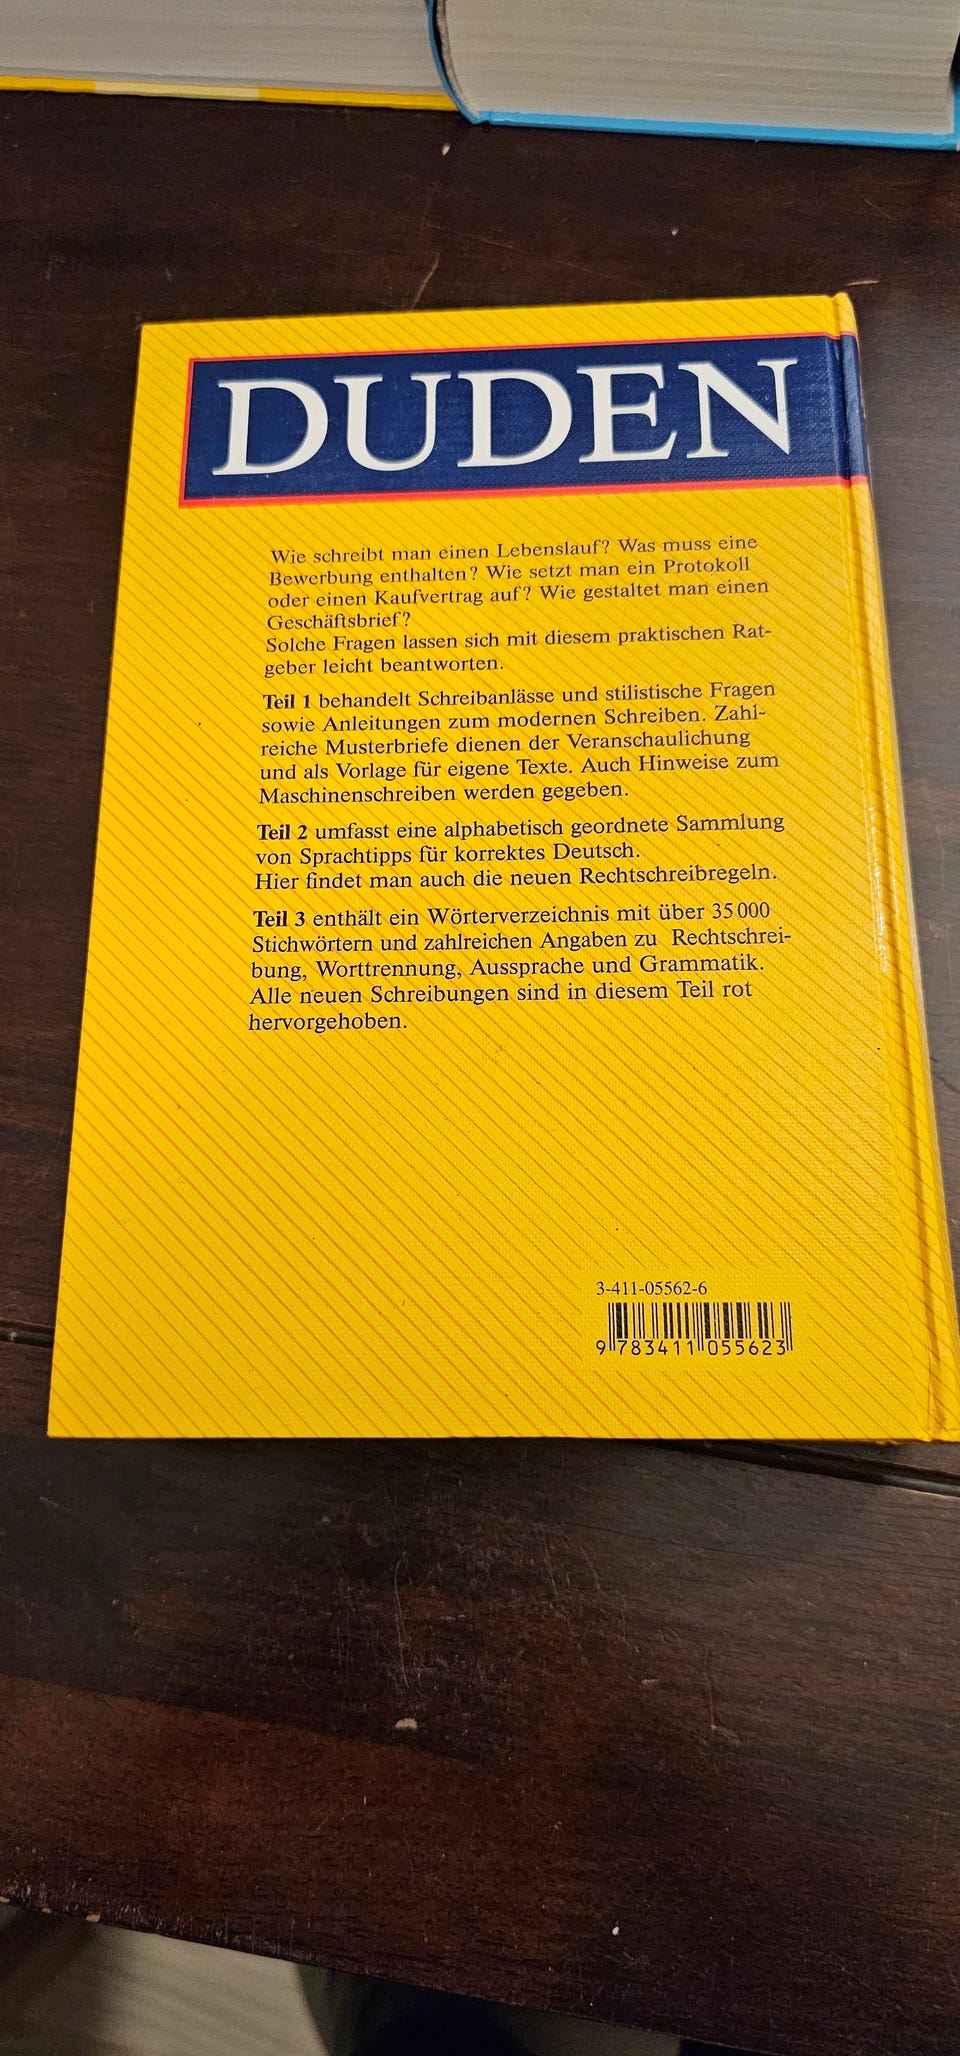 DUDEN
Wie schreibt man einen Lebenslauf? Was muss eine
Bewerbung enthalten? Wie setzt man ein Protokoll
oder einen Kaufvertrag auf? Wie gestaltet man einen
Geschäftsbrief?
Solche Fragen lassen sich mit diesem praktischen Rat-
geber leicht beantworten.
Teil 1 behandelt Schreibanlässe und stilistische Fragen
sowie Anleitungen zum modernen Schreiben. Zahl-
reiche Musterbriefe dienen der Veranschaulichung
und als Vorlage für eigene Texte. Auch Hinweise zum
Maschinenschreiben werden gegeben.
Teil 2 umfasst eine alphabetisch geordnete Sammlung
von Sprachtipps für korrektes Deutsch.
Hier findet man auch die neuen Rechtschreibregeln.
Teil 3 enthält ein Wörterverzeichnis mit über 35 000
Stichwörtern und zahlreichen Angaben zu Rechtschrei-
bung, Worttrennung, Aussprache und Grammatik.
Alle neuen Schreibungen sind in diesem Teil rot
hervorgehoben.
3-411-05562-6
9 783411 055623